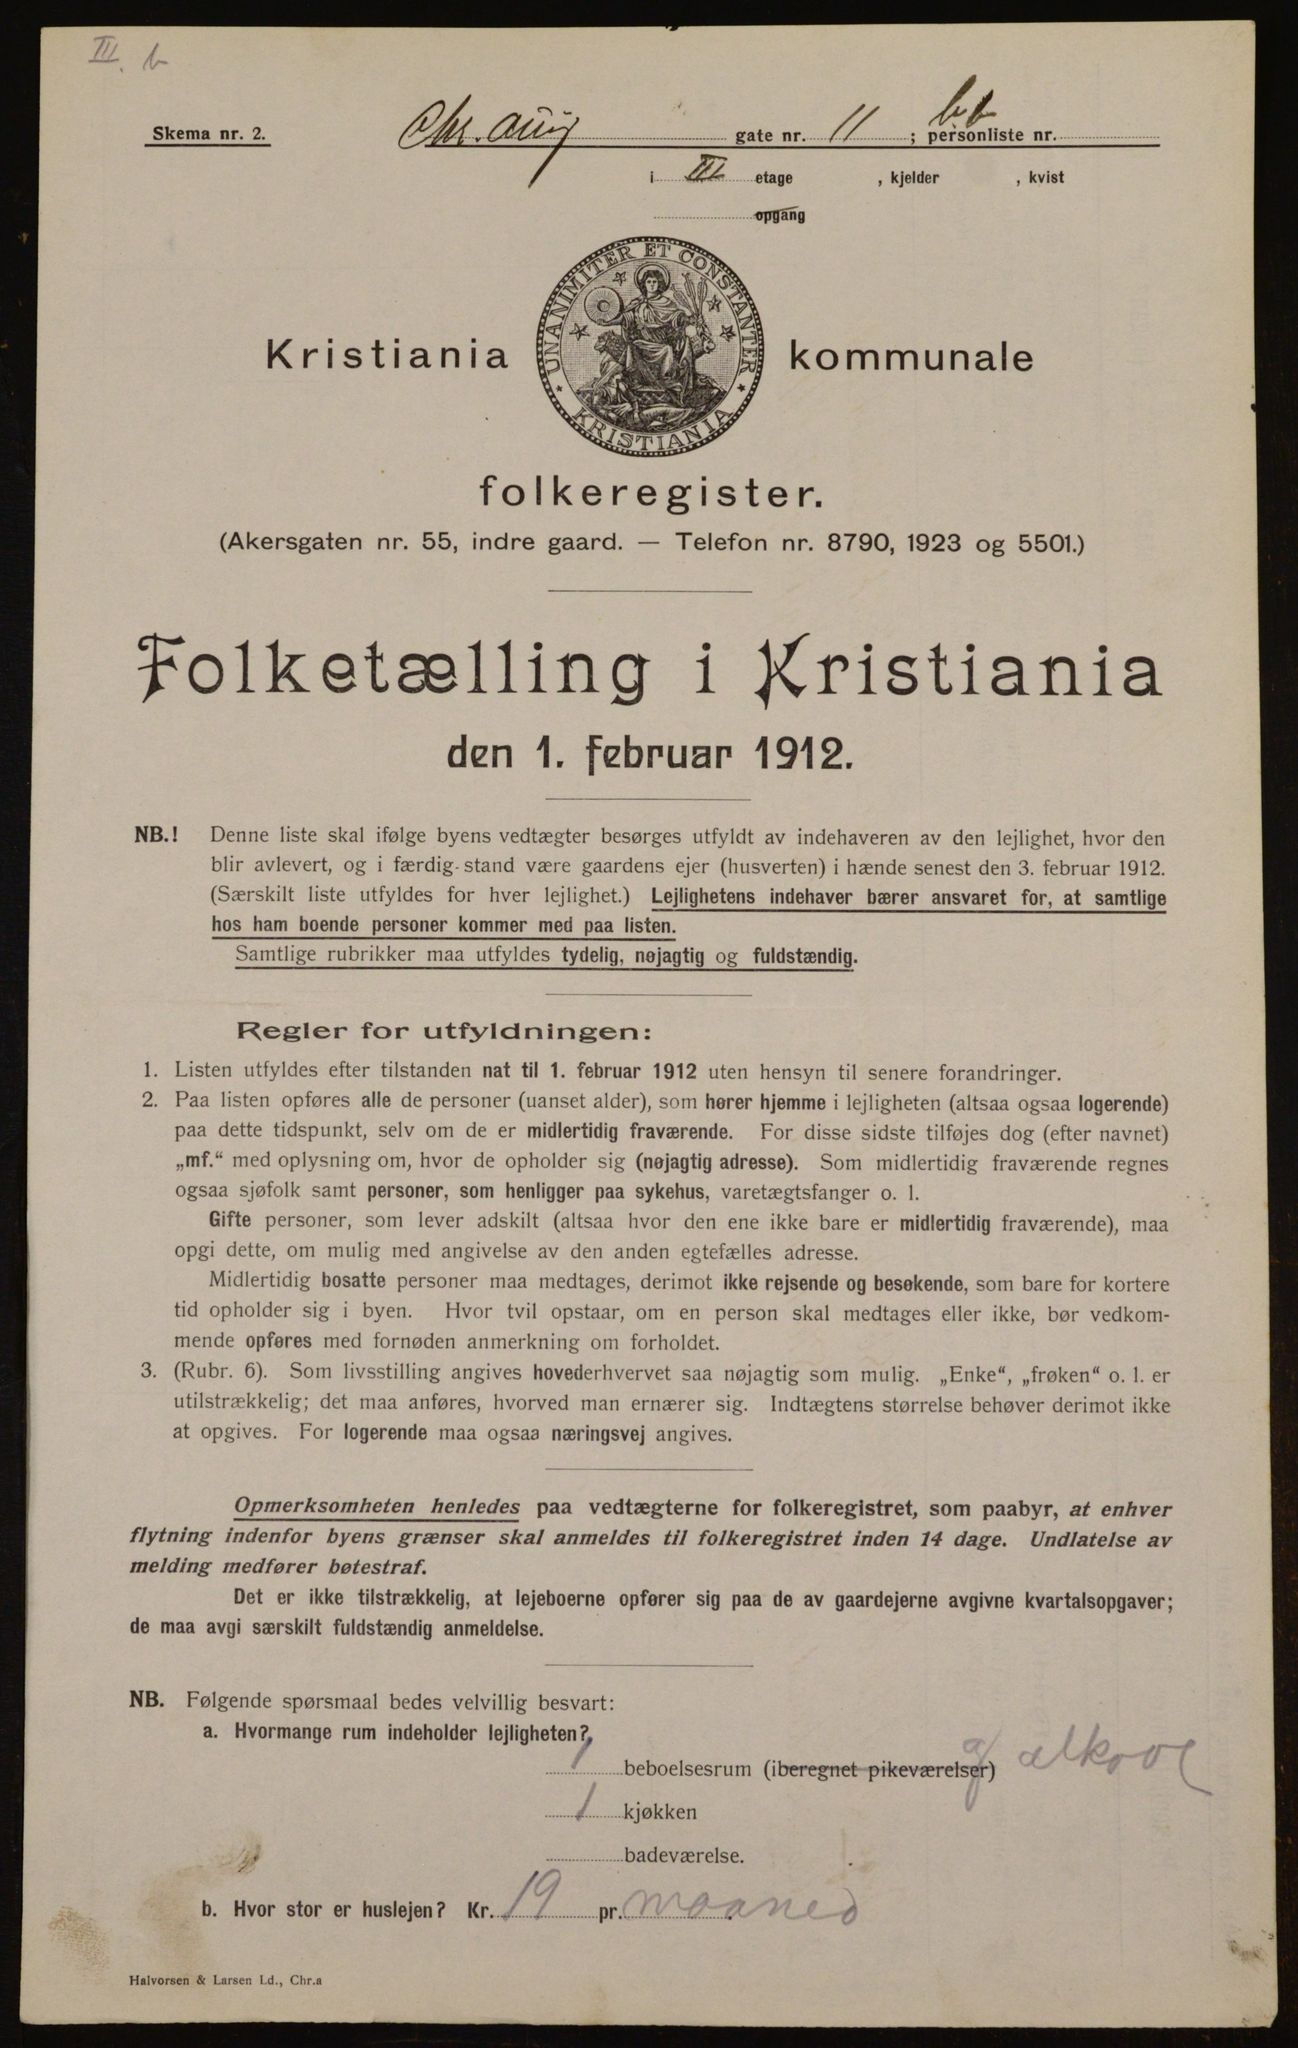 III. b
Skema nr. 2. Chr. Aug gate nr. 11; personliste nr.
i III etage , kjelder , kvist
opgang
UNANIMITER ET CONSTANTER
KRISTIANIA
Kristiania kommunale
folkeregister.
(Akersgaten nr. 55, indre gaard. — Telefon nr. 8790, 1923 og 5501.)
Folketælling i Kristiania
den 1. februar 1912.
NB.! Denne liste skal ifølge byens vedtægter besørges utfyldt av indehaveren av den lejlighet, hvor den
blir avlevert, og i færdig stand være gaardens ejer (husverten) i hænde senest den 3. februar 1912.
(Særskilt liste utfyldes for hver lejlighet.) Lejlighetens indehaver bærer ansvaret for, at samtlige
hos ham boende personer kommer med paa listen.
Samtlige rubrikker maa utfyldes tydelig, nøjagtig og fuldstændig.
Regler for utfyldningen:
1. Listen utfyldes efter tilstanden nat til 1. februar 1912 uten hensyn til senere forandringer.
2. Paa listen opføres alle de personer (uanset alder), som hører hjemme i lejligheten (altsaa ogsaa logerende)
paa dette tidspunkt, selv om de er midlertidig fraværende. For disse sidste tilføjes dog (efter navnet)
„mf.“ med oplysning om, hvor de opholder sig (nøjagtig adresse). Som midlertidig fraværende regnes
ogsaa sjøfolk samt personer, som henligger paa sykehus, varetægtsfanger o. l.
Gifte personer, som lever adskilt (altsaa hvor den ene ikke bare er midlertidig fraværende), maa
opgi dette, om mulig med angivelse av den anden egtefælles adresse.
Midlertidig bosatte personer maa medtages, derimot ikke rejsende og besøkende, som bare for kortere
tid opholder sig i byen. Hvor tvil opstaar, om en person skal medtages eller ikke, bør vedkom-
mende opføres med fornøden anmerkning om forholdet.
3. (Rubr. 6). Som livsstilling angives hovederhvervet saa nøjagtig som mulig. „Enke“, „frøken“ o. l. er
utilstrækkelig; det maa anføres, hvorved man ernærer sig. Indtægtens størrelse behøver derimot ikke
at opgives. For logerende maa ogsaa næringsvej angives.
Opmerksomheten henledes paa vedtægterne for folkeregistret, som paabyr, at enhver
flytning indenfor byens grænser skal anmeldes til folkeregistret inden 14 dage. Undlatelse av
melding medfører bøtestraf.
Det er ikke tilstrækkelig, at lejeboerne opfører sig paa de av gaardejerne avgivne kvartalsopgaver;
de maa avgi særskilt fuldstændig anmeldelse.
NB. Følgende spørsmaal bedes velvillig besvart:
a. Hvormange rum indeholder lejligheten?
1 beboelsesrum (iberegnet pikeværelser) alkove
1 kjøkken
badeværelse.
b. Hvor stor er huslejen? Kr. 19 pr. maaned
Halvorsen & Larsen Ld., Chr.a